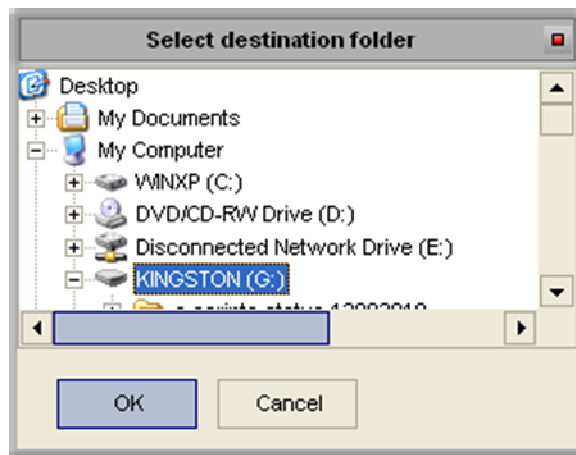 Select destination folder
Desktop
My Documents
My Computer
WINXP (C:)
DVD/CD-RW Drive (D:)
Disconnected Network Drive (E:)
KINGSTON (G:)
OK
Cancel